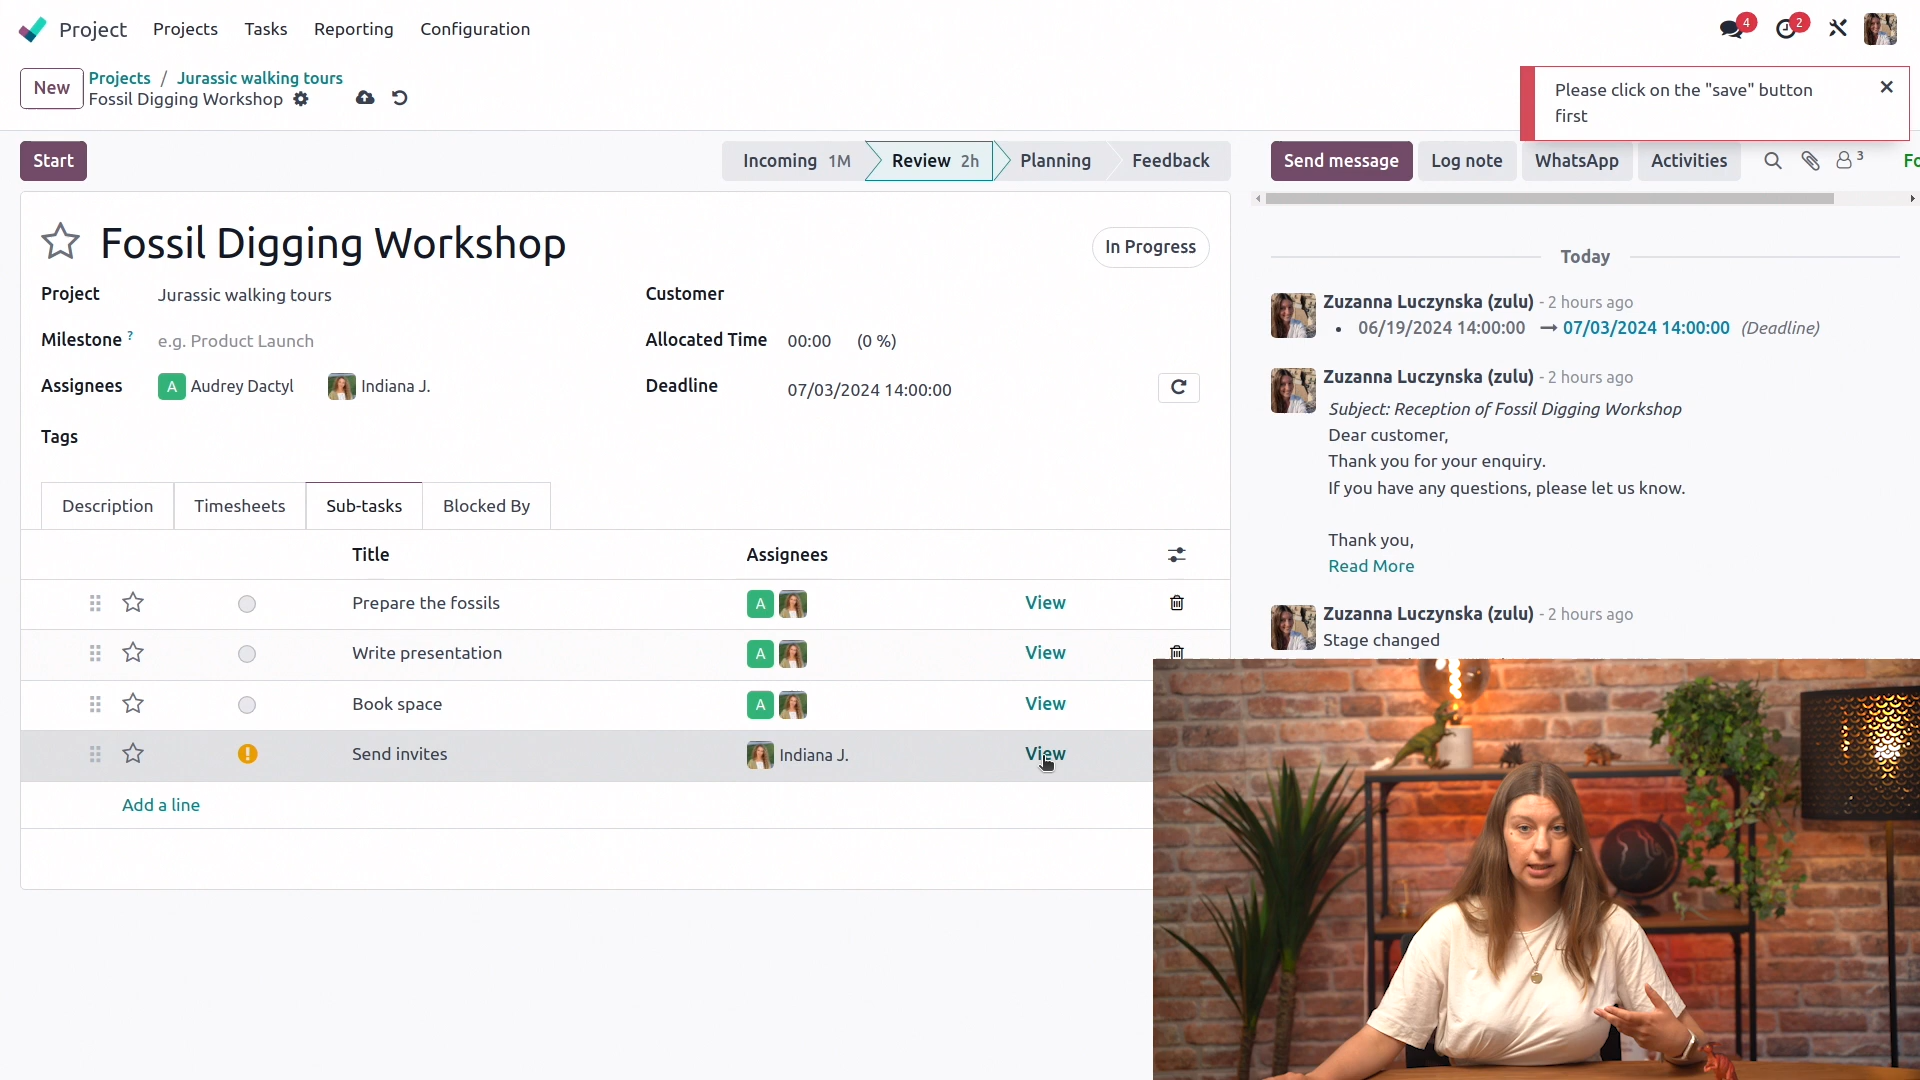 Project Projects Tasks Reporting Configuration 4 2
New Projects / Jurassic walking tours
Fossil Digging Workshop
Please click on the "save" button
first
Start
Incoming 1M Review 2h Planning Feedback
Send message Log note WhatsApp Activities 3 Fo
Fossil Digging Workshop
In Progress
Project Jurassic walking tours
Milestone ? e.g. Product Launch
Assignees A Audrey Dactyl Indiana J.
Tags
Customer
Allocated Time 00:00 (0 %)
Deadline 07/03/2024 14:00:00
Description Timesheets Sub-tasks Blocked By
Title Assignees
Prepare the fossils A View
Write presentation A View
Book space A View
Send invites Indiana J. View
Add a line
Today
Zuzanna Luczynska (zulu) - 2 hours ago
• 06/19/2024 14:00:00 → 07/03/2024 14:00:00 (Deadline)
Zuzanna Luczynska (zulu) - 2 hours ago
Subject: Reception of Fossil Digging Workshop
Dear customer,
Thank you for your enquiry.
If you have any questions, please let us know.
Thank you,
Read More
Zuzanna Luczynska (zulu) - 2 hours ago
Stage changed